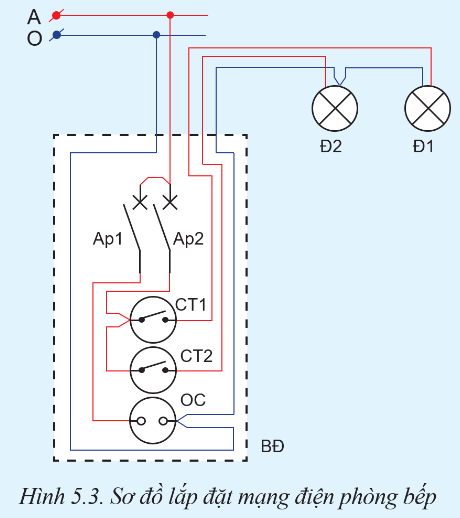 A
O
Đ2
Đ1
Ap1
Ap2
CT1
CT2
OC
BĐ
Hình 5.3. Sơ đồ lắp đặt mạng điện phòng bếp